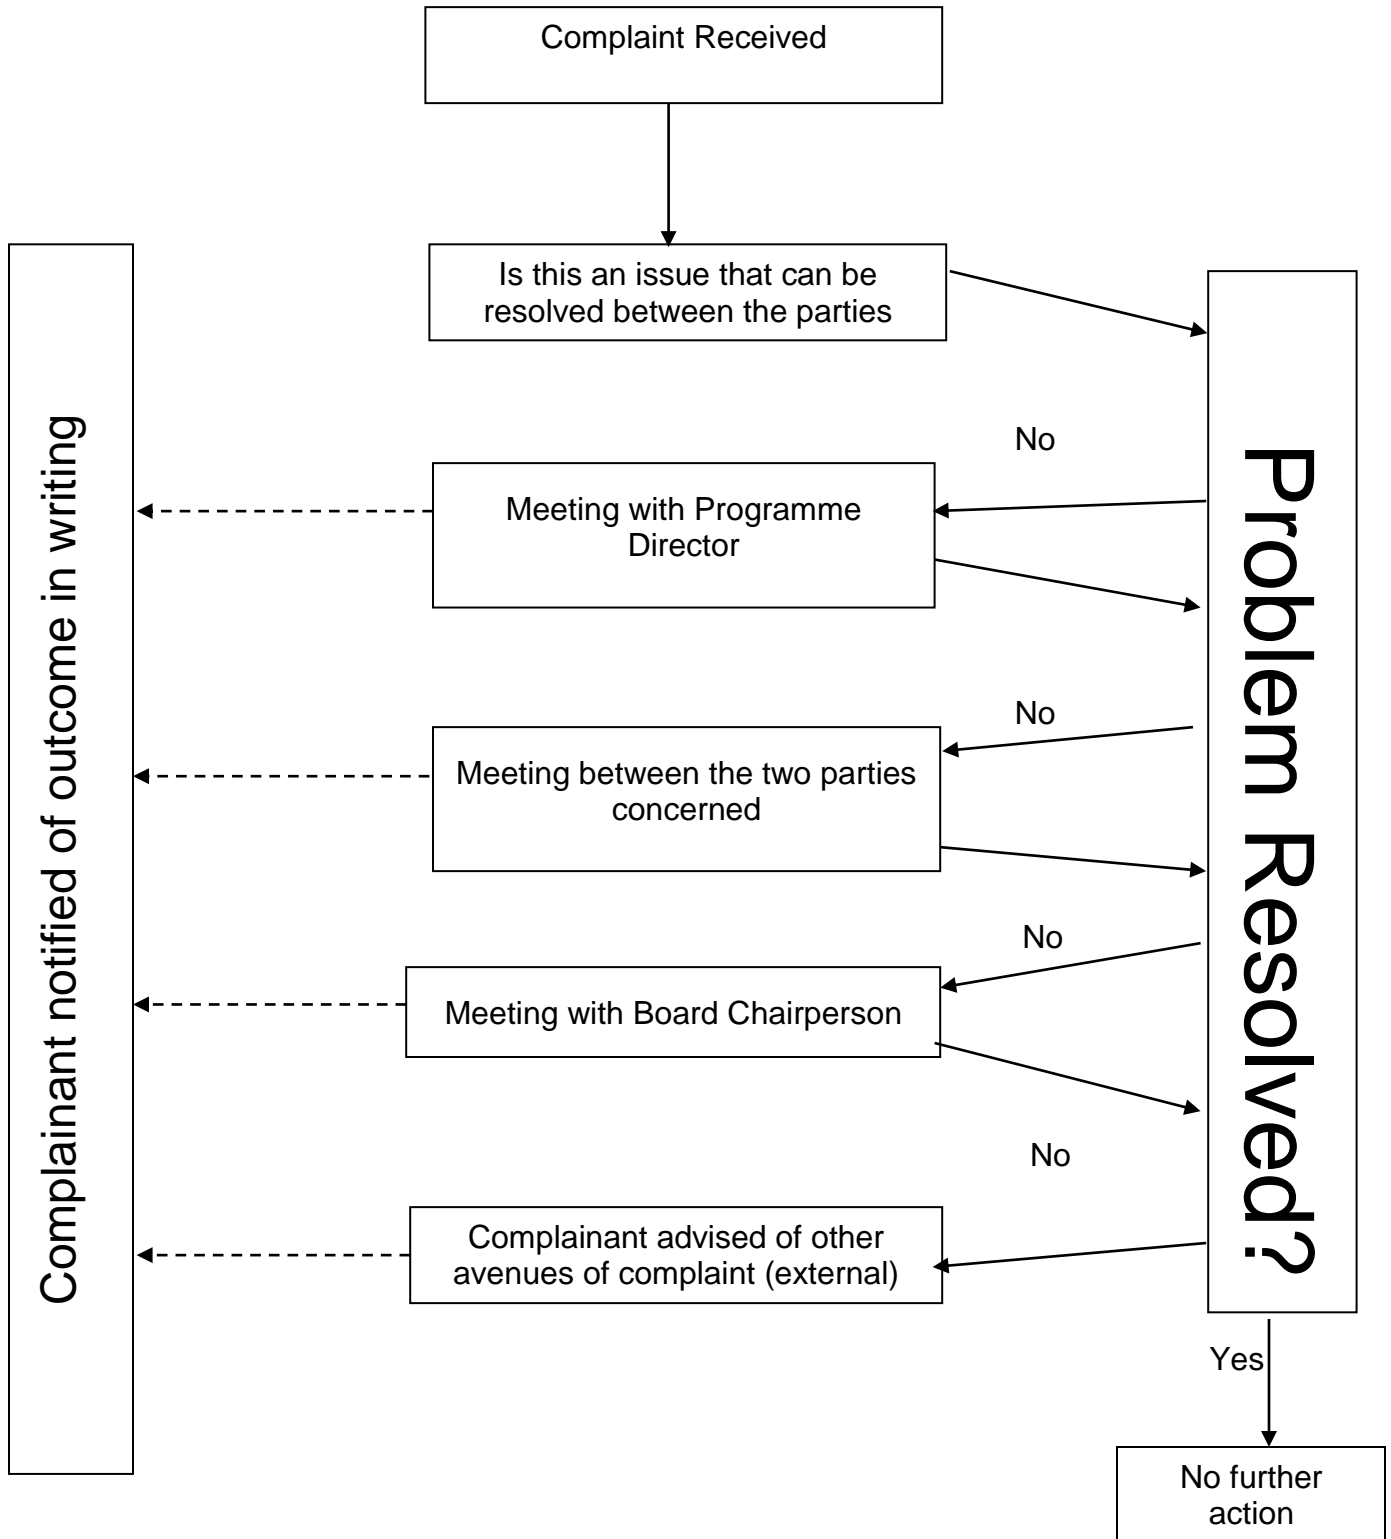 Complaint Received
Is this an issue that can be
resolved between the parties
No
Meeting with Programme
Director
No
Meeting between the two parties
concerned
No
Meeting with Board Chairperson
No
Complainant advised of other
avenues of complaint (external)
Complainant notified of outcome in writing
Problem Resolved?
Yes
No further
action